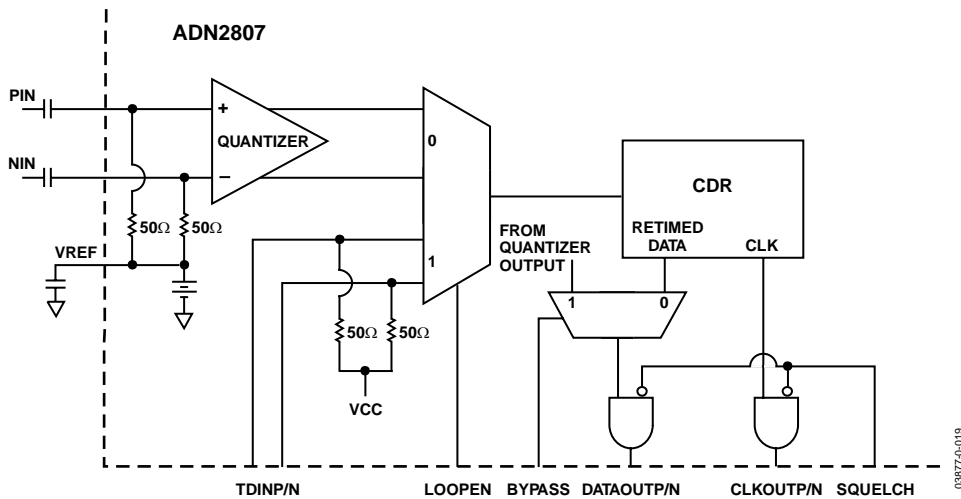 ADN2807
PIN
+
QUANTIZER
NIN
−
0
50Ω
50Ω
VREF
1
50Ω
50Ω
VCC
CDR
RETIMED
DATA
CLK
FROM
QUANTIZER
OUTPUT
1
0
TDINP/N
LOOPEN
BYPASS
DATAOUTP/N
CLKOUTP/N
SQUELCH
03877-0-019